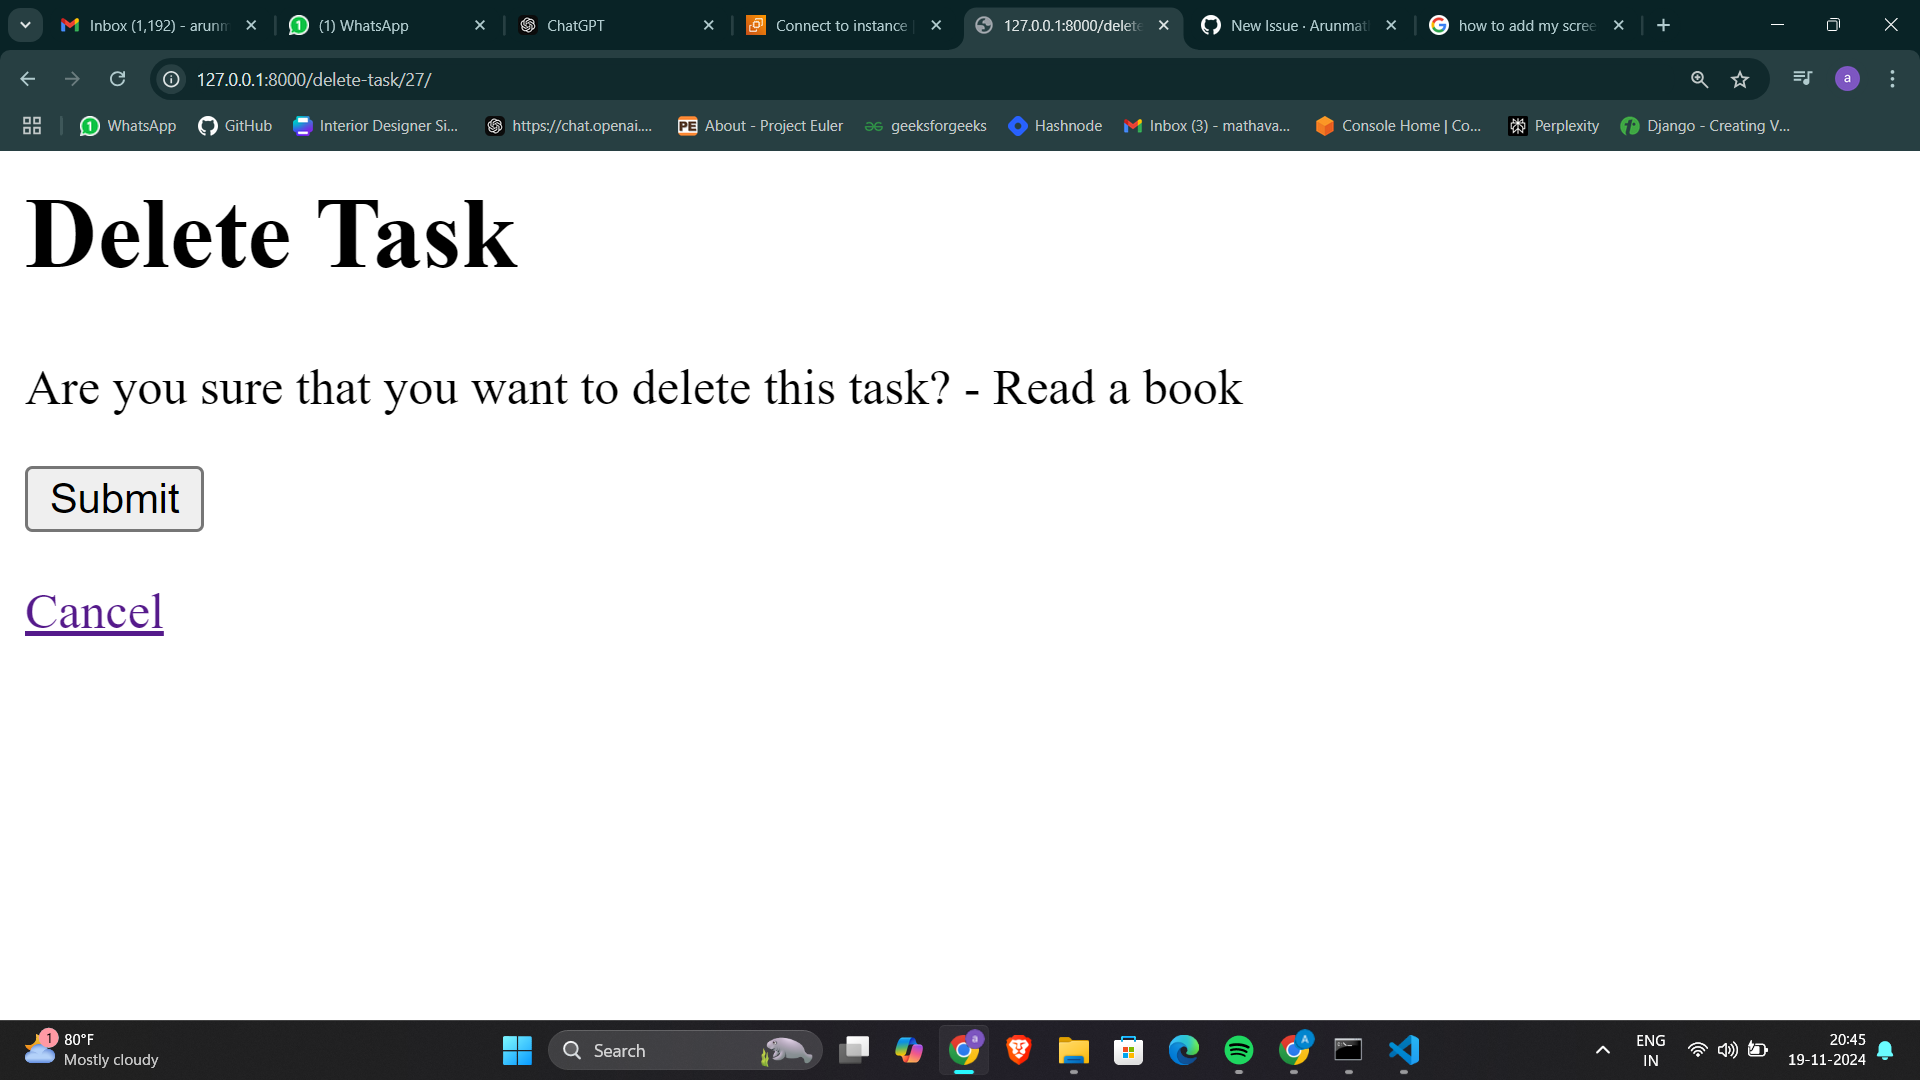 Inbox (1,192) - arunm
(1) WhatsApp
ChatGPT
Connect to instance
127.0.0.1:8000/delete
New Issue · Arunmat
how to add my scree
127.0.0.1:8000/delete-task/27/
a
WhatsApp
GitHub
Interior Designer Si...
https://chat.openai....
PE About - Project Euler
geeksforgeeks
Hashnode
Inbox (3) - mathava...
Console Home | Co...
Perplexity
Django - Creating V...
Delete Task
Are you sure that you want to delete this task? - Read a book
Submit
Cancel
1
80°F
Mostly cloudy
Search
a
A
ENG
IN
20:45
19-11-2024